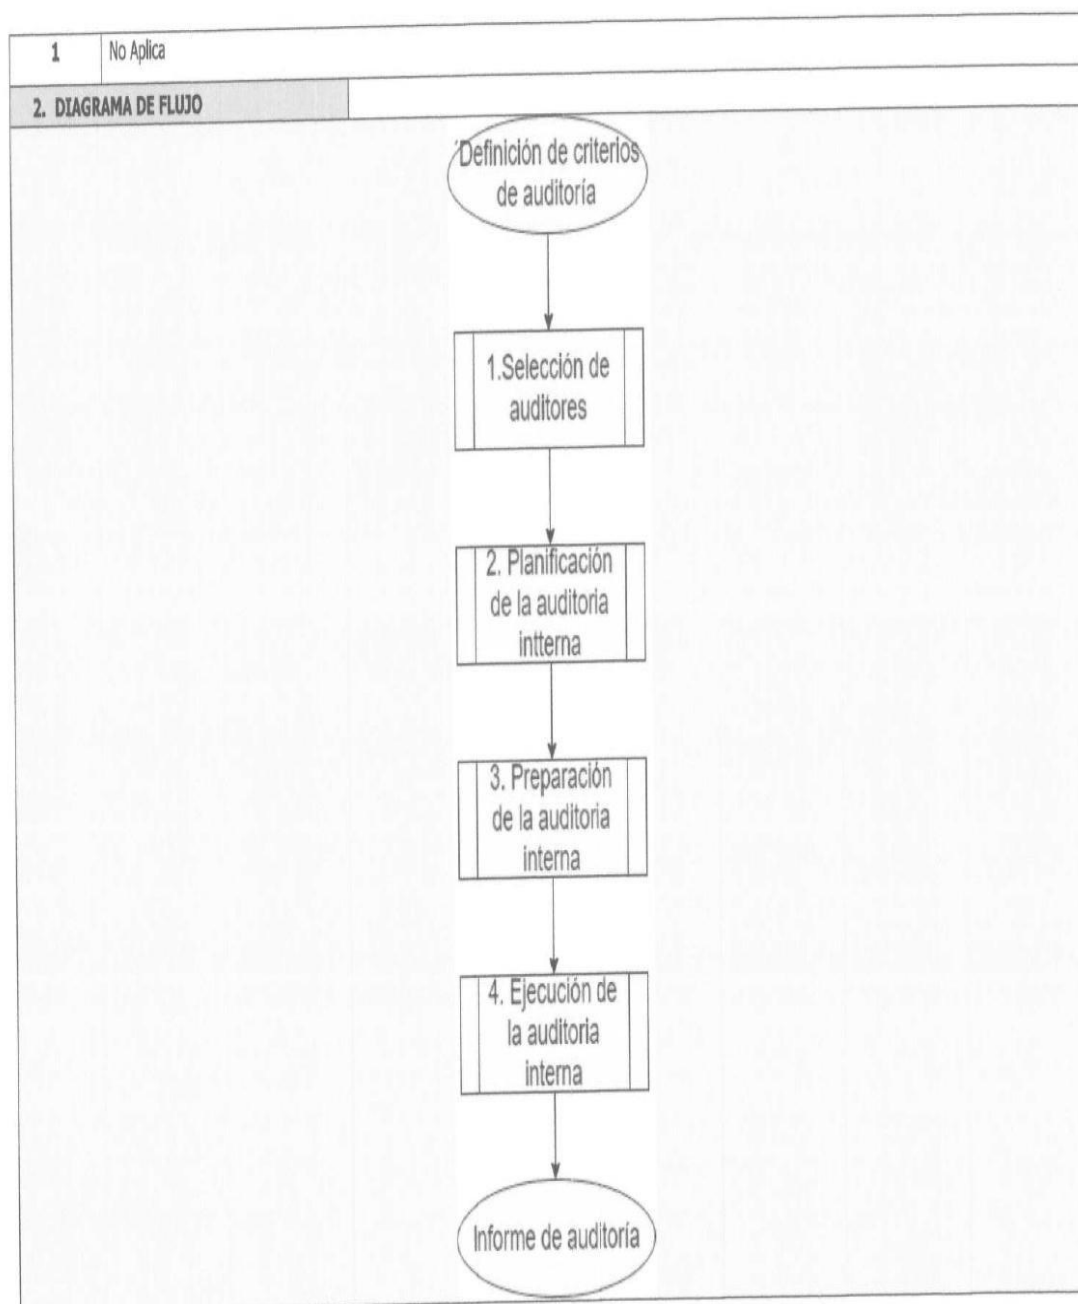 1 No Aplica
2. DIAGRAMA DE FLUJO
Definición de criterios
de auditoría
1.Selección de
auditores
2. Planificación
de la auditoria
intterna
3. Preparación
de la auditoria
interna
4. Ejecución de
la auditoria
interna
Informe de auditoría